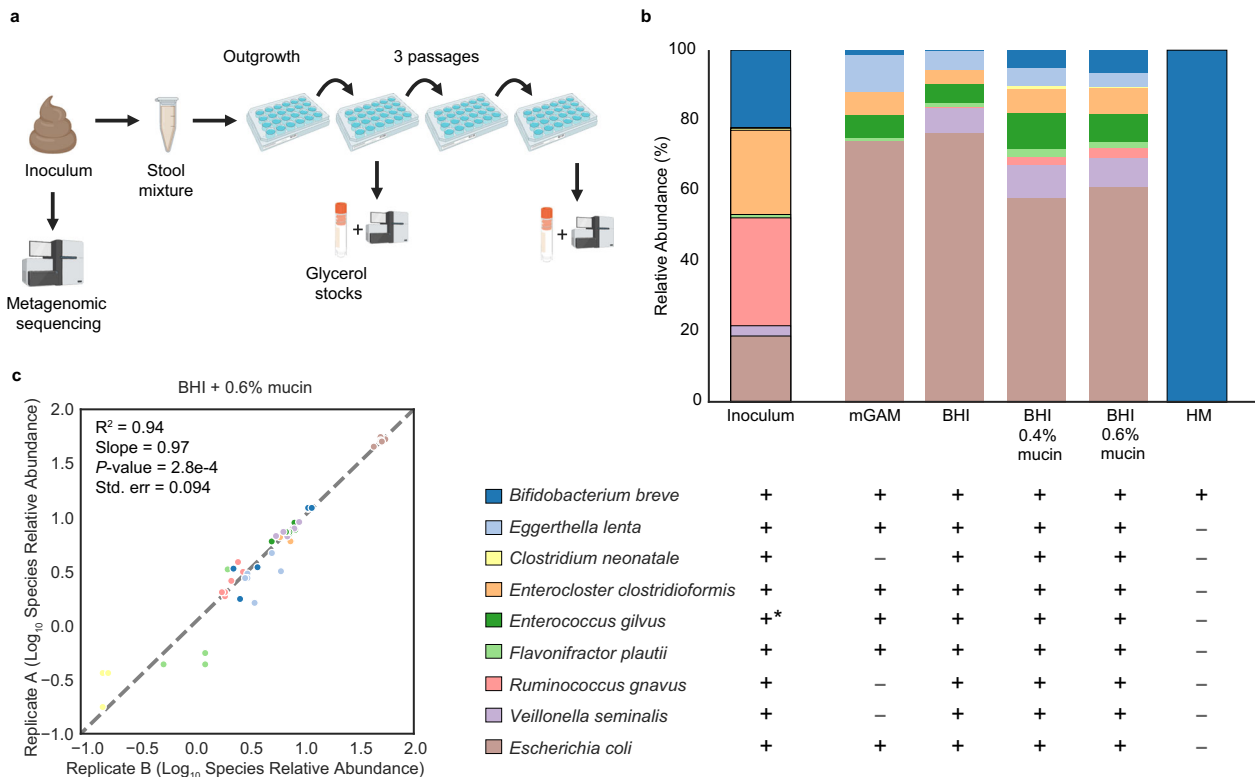 a
Outgrowth
3 passages
Inoculum
Stool
mixture
Metagenomic
sequencing
+
Glycerol
stocks
+
b
Relative Abundance (%)
100
80
60
40
20
0
Inoculum
mGAM
BHI
BHI
0.4%
mucin
BHI
0.6%
mucin
HM
Bifidobacterium breve + + + + + +
Eggerthella lenta + + + + + –
Clostridium neonatale + – + + + –
Enterocloster clostridioformis + + + + + –
Enterococcus gilvus +* + + + + –
Flavonifractor plautii + + + + + –
Ruminococcus gnavus + – + + + –
Veillonella seminalis + – + + + –
Escherichia coli + + + + + –
c
BHI + 0.6% mucin
R² = 0.94
Slope = 0.97
P-value = 2.8e-4
Std. err = 0.094
Replicate A (Log₁₀ Species Relative Abundance)
2.0
1.5
1.0
0.5
0.0
−0.5
−1.0
−1.0 −0.5 0.0 0.5 1.0 1.5 2.0
Replicate B (Log₁₀ Species Relative Abundance)